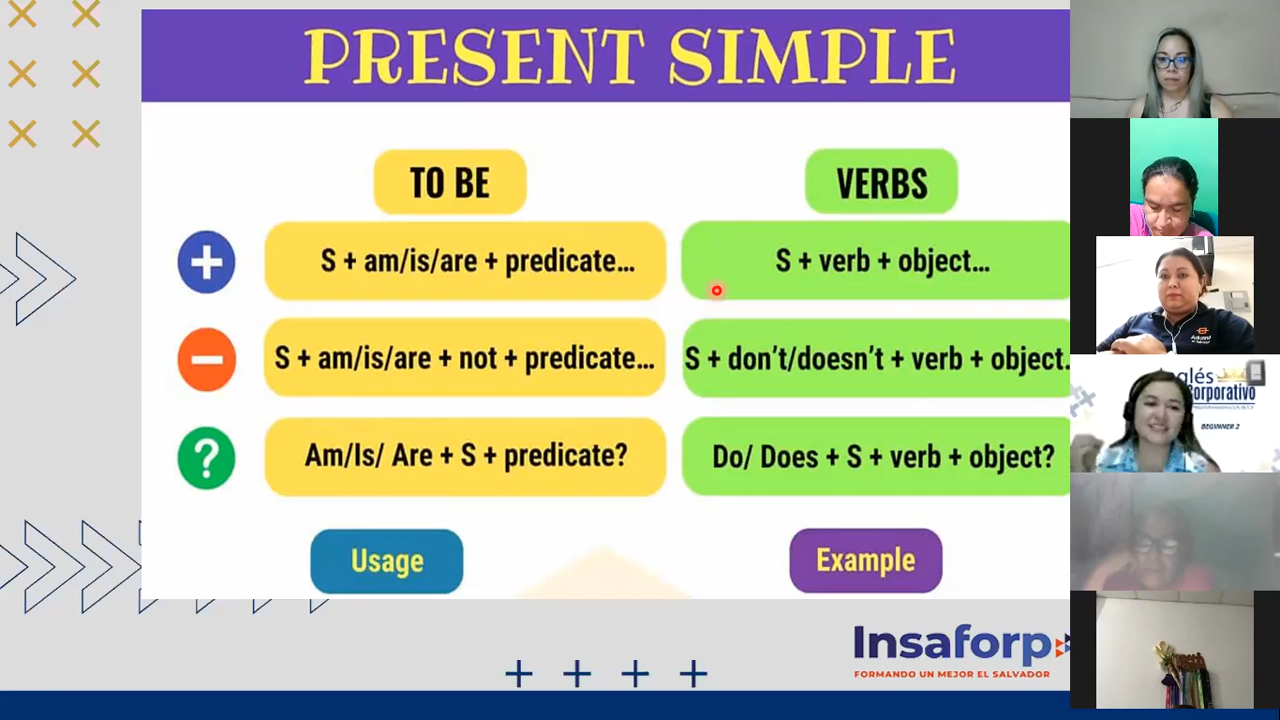 PRESENT SIMPLE
TO BE
VERBS
S + am/is/are + predicate...
S + verb + object...
S + am/is/are + not + predicate...
S + don't/doesn't + verb + object.
?
Am/Is/ Are + S + predicate?
Do/ Does + S + verb + object?
Usage
Example
Insaforp
FORMANDO UN MEJOR EL SALVADOR
nglés
Corporativo
BEGINNER 2